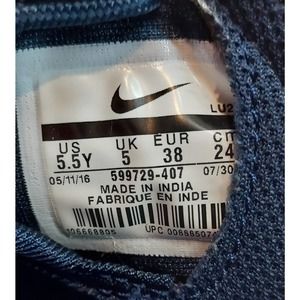 LU2
US UK EUR cm
5.5Y 5 38 24
05/11/16 599729-407 07/30
MADE IN INDIA
FABRIQUE EN INDE
UPC